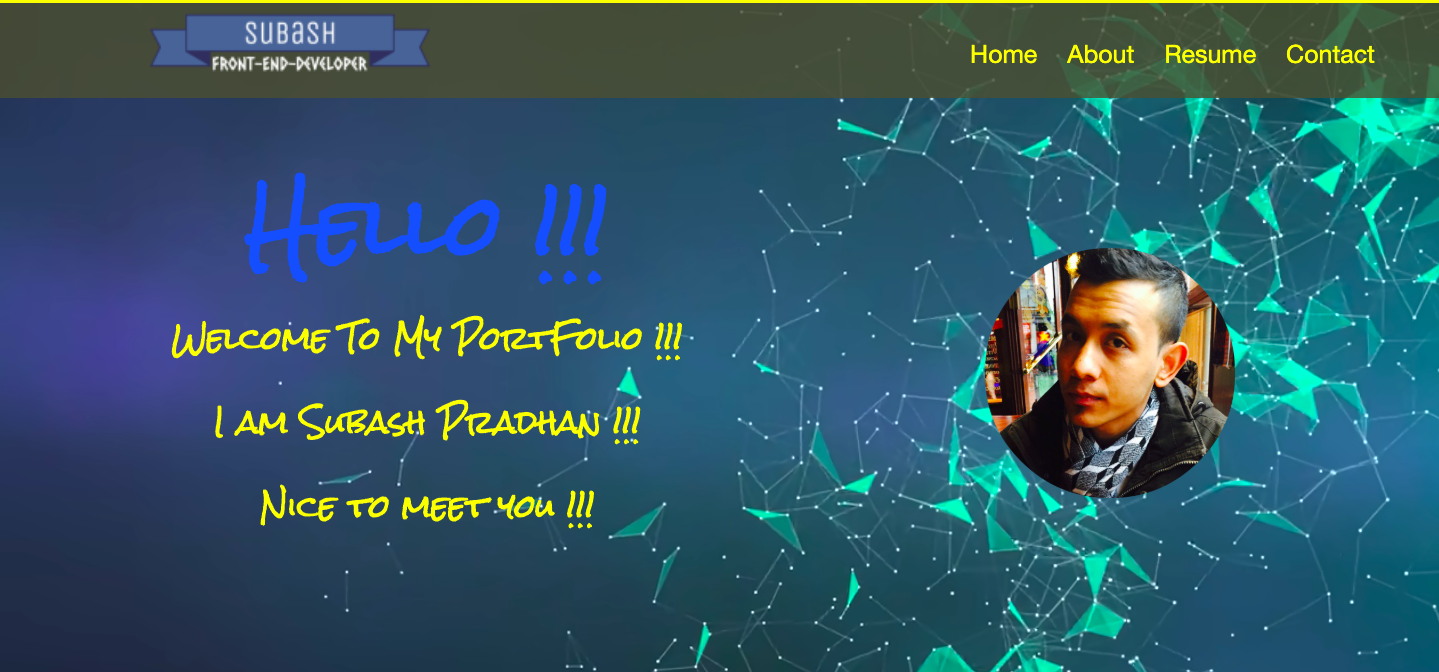 SUBASH
FRONT-END-DEVELOPER
Home About Resume Contact
Hello !!!
Welcome To My PortFolio !!!
I am Subash Pradhan !!!
Nice to meet you !!!